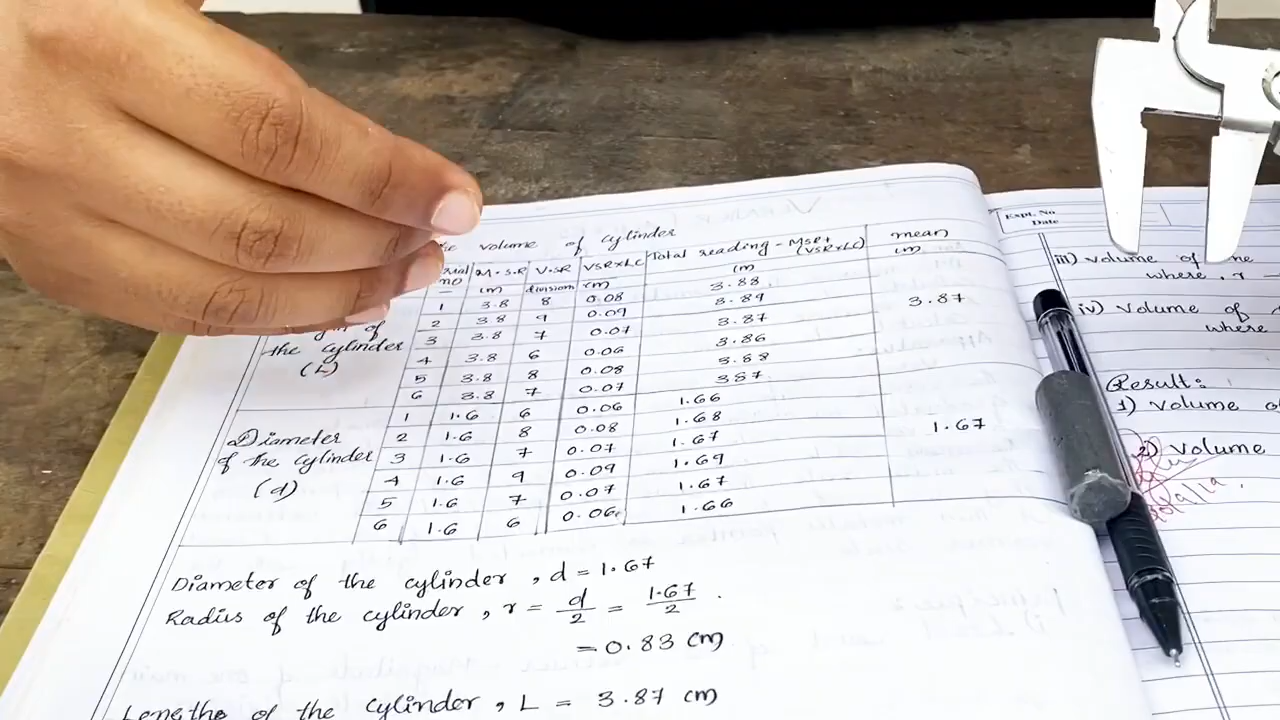 volume of cylinder
M.S.R V.SR VSR×LC Total reading = MSR+ (VSR×LC) mean
no (m) divisions (m) (m) (m)
1 3.8 8 0.08 3.88
2 3.8 9 0.09 3.89 3.87
3 3.8 7 0.07 3.87
the cylinder 4 3.8 6 0.06 3.86
(L) 5 3.8 8 0.08 3.88
6 3.8 7 0.07 3.87
1 1.6 6 0.06 1.66
Diameter 2 1.6 8 0.08 1.68 1.67
of the cylinder 3 1.6 7 0.07 1.67
(d) 4 1.6 9 0.09 1.69
5 1.6 7 0.07 1.67
6 1.6 6 0.06 1.66
Diameter of the cylinder , d = 1.67
Radius of the cylinder , r = d/2 = 1.67/2 .
= 0.83 cm
Length of the cylinder , L = 3.87 cm
Expt. No
Date
iii) volume of
where , r
iv) volume of
where
Result:
1) volume of
2) volume